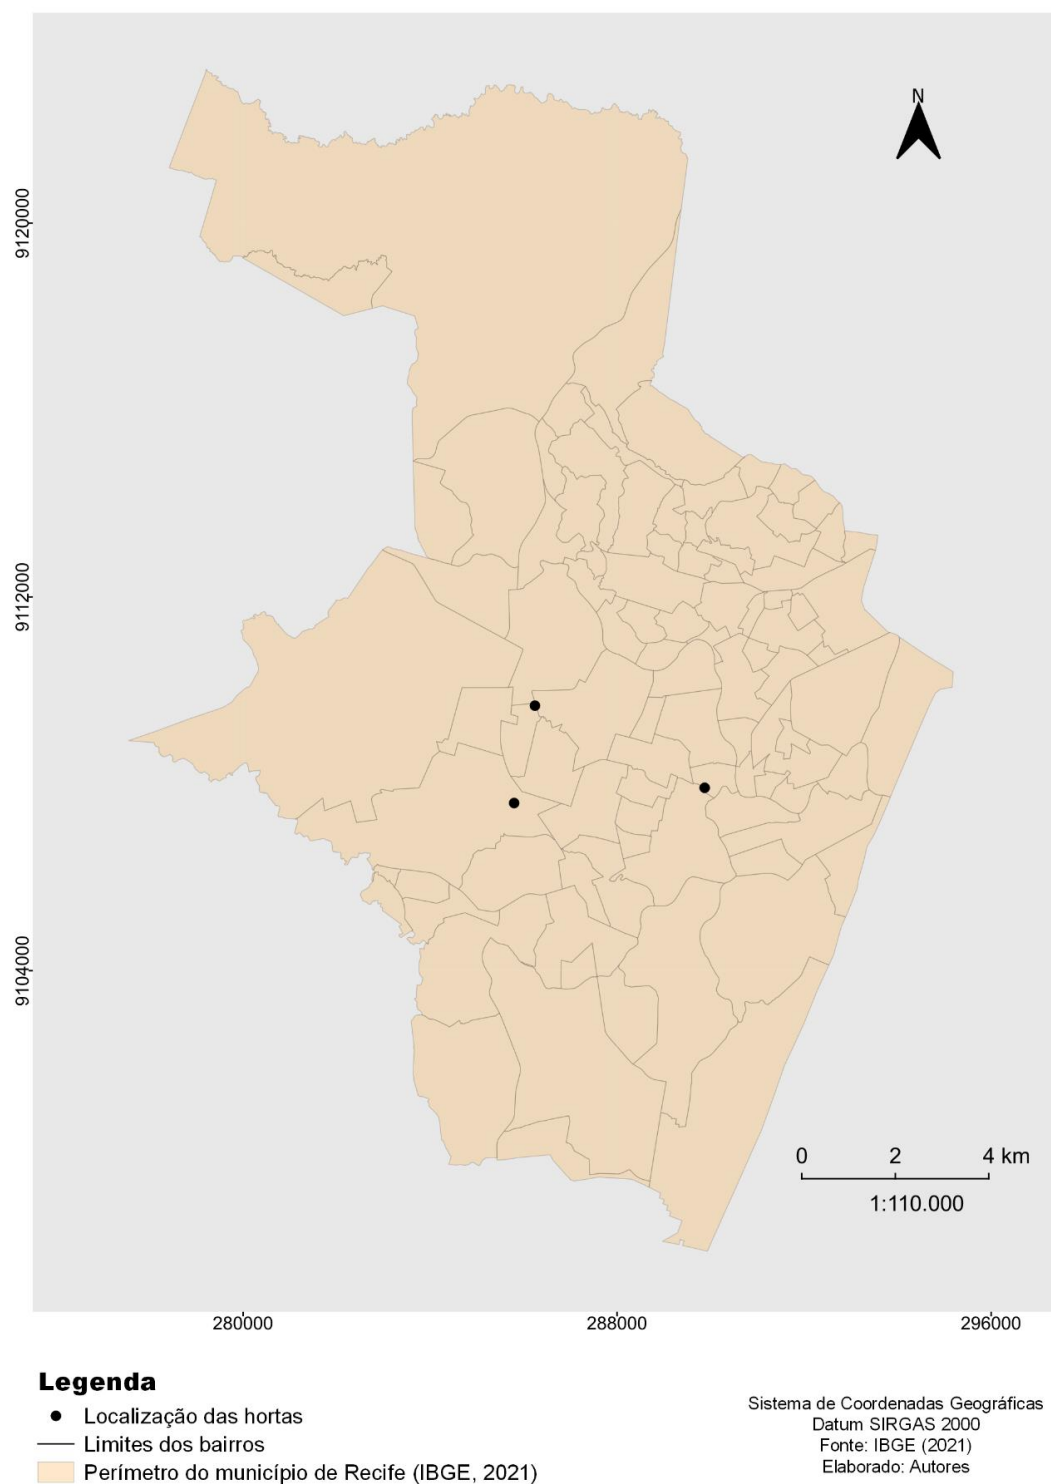 N
9120000
9112000
9104000
0 2 4 km
1:110.000
280000 288000 296000
Legenda
Localização das hortas
Limites dos bairros
Perímetro do município de Recife (IBGE, 2021)
Sistema de Coordenadas Geográficas
Datum SIRGAS 2000
Fonte: IBGE (2021)
Elaborado: Autores